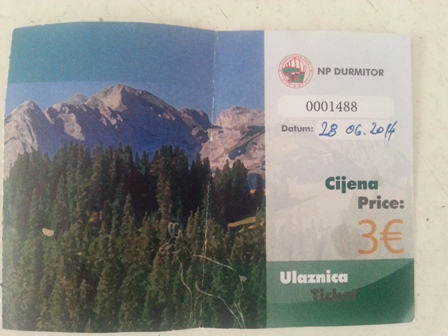 NP DURMITOR
0001488
Datum: 28 06. 2014
Cijena
Price:
3€
Ulaznica
Ticket